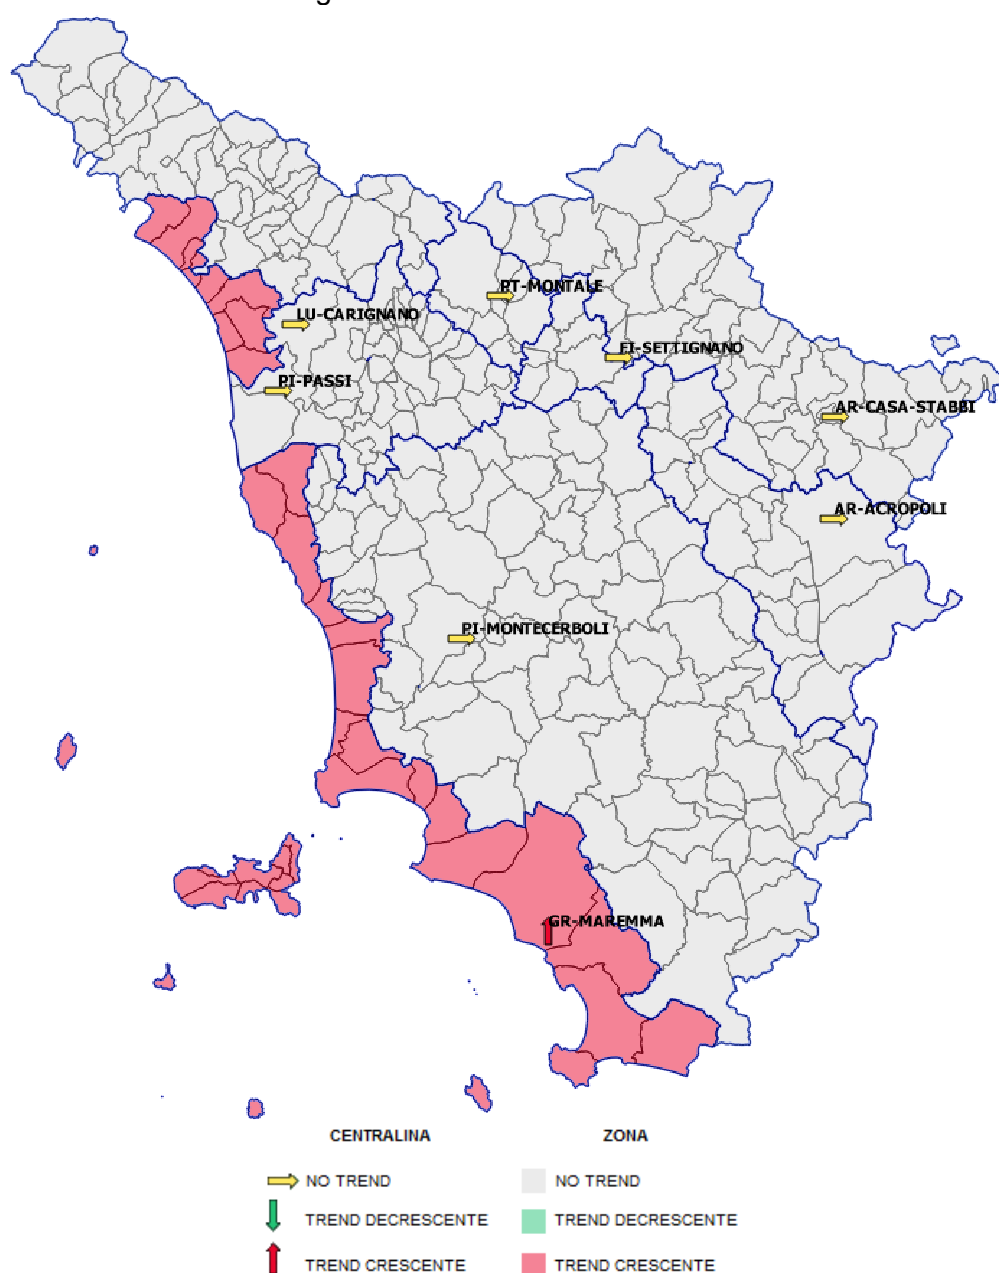 PT-MONTALE
LU-CARIGNANO
FI-SETTIGNANO
PI-PASSI
AR-CASA-STABBI
AR-ACROPOLI
PI-MONTECERBOLI
GR-MAREMMA
CENTRALINA ZONA
NO TREND NO TREND
TREND DECRESCENTE TREND DECRESCENTE
TREND CRESCENTE TREND CRESCENTE